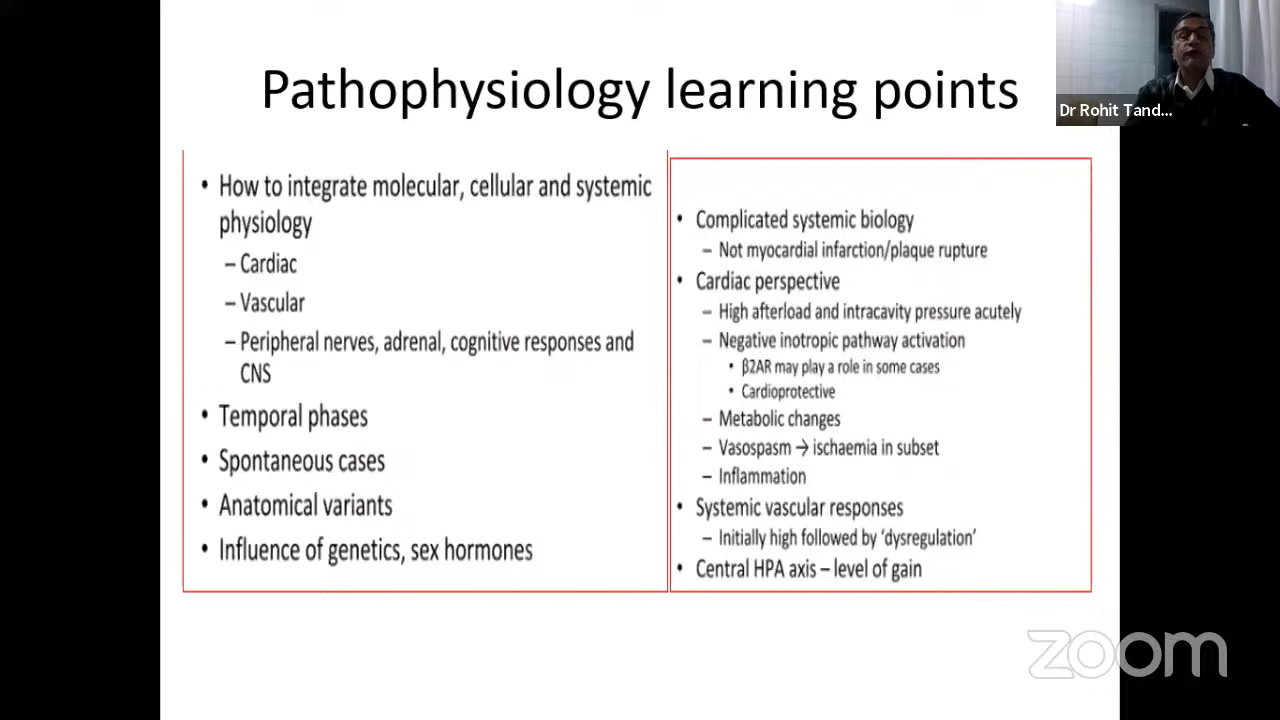 Pathophysiology learning points
Dr Rohit Tand...
• How to integrate molecular, cellular and systemic
physiology
– Cardiac
– Vascular
– Peripheral nerves, adrenal, cognitive responses and
CNS
• Temporal phases
• Spontaneous cases
• Anatomical variants
• Influence of genetics, sex hormones
• Complicated systemic biology
– Not myocardial infarction/plaque rupture
• Cardiac perspective
– High afterload and intracavity pressure acutely
– Negative inotropic pathway activation
• β2AR may play a role in some cases
• Cardioprotective
– Metabolic changes
– Vasospasm → ischaemia in subset
– Inflammation
• Systemic vascular responses
– Initially high followed by ‘dysregulation’
• Central HPA axis – level of gain
zoom